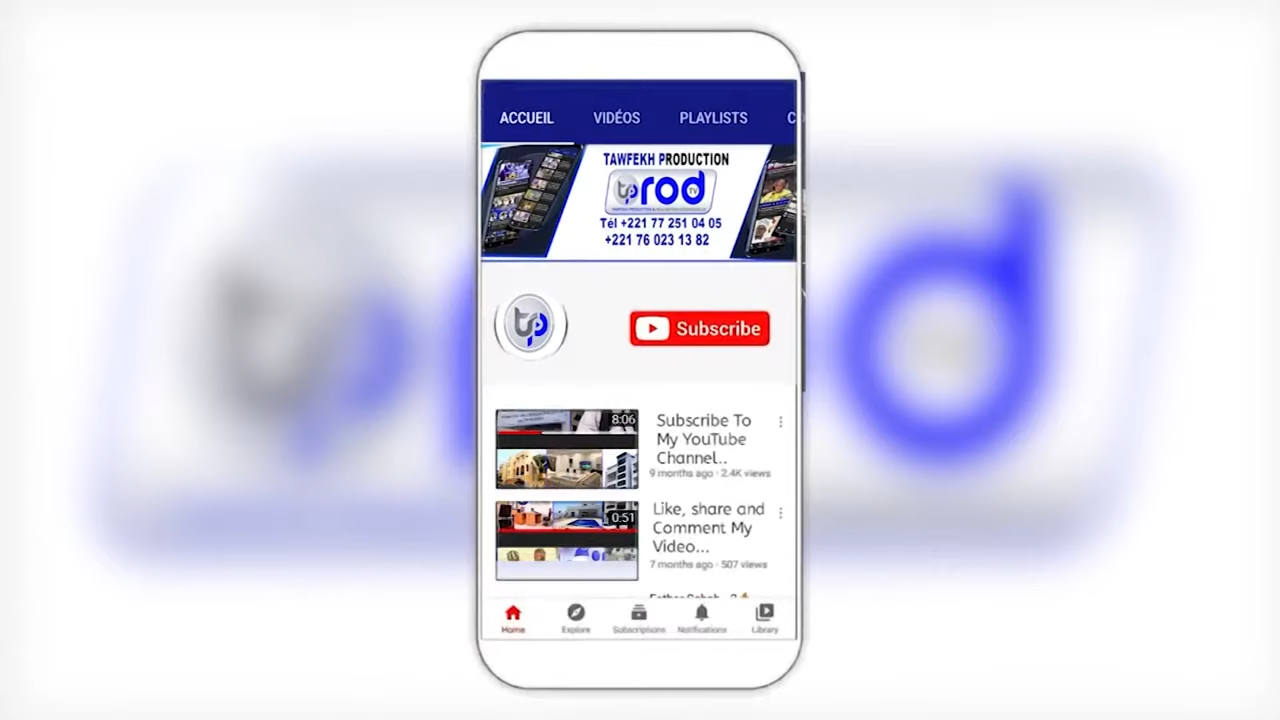 ACCUEIL VIDÉOS PLAYLISTS
TAWFEKH PRODUCTION
tprod TV
Tél +221 77 251 04 05
+221 76 023 13 82
tp
Subscribe
8:06
Subscribe To
My YouTube
Channel..
9 months ago · 2.4K views
0:51
Like, share and
Comment My
Video...
7 months ago · 507 views
Home Explore Subscriptions Notifications Library